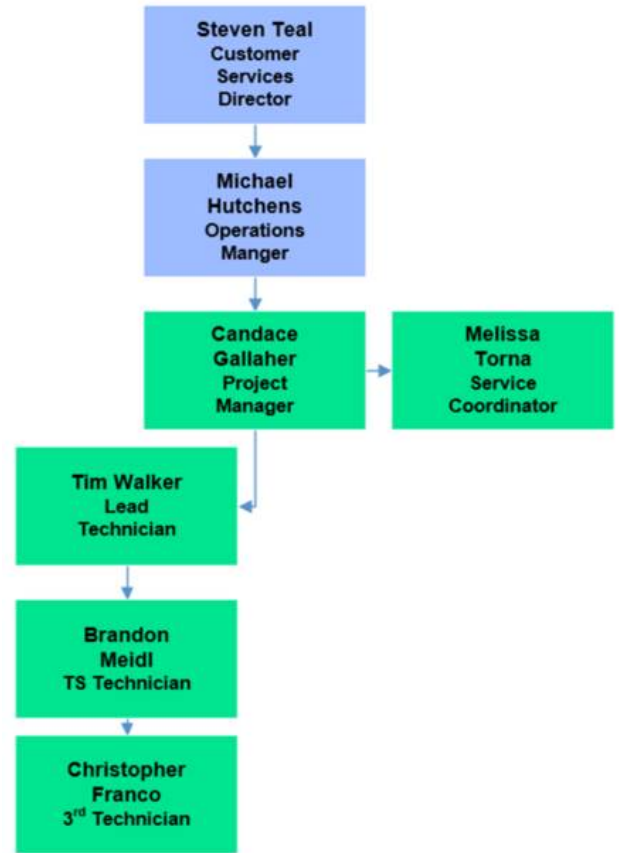 Steven Teal
Customer
Services
Director
Michael
Hutchens
Operations
Manger
Candace
Gallaher
Project
Manager
Melissa
Torna
Service
Coordinator
Tim Walker
Lead
Technician
Brandon
Meidl
TS Technician
Christopher
Franco
3rd Technician